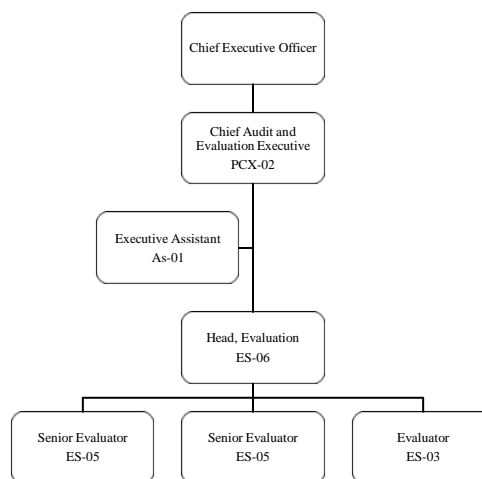 Chief Executive Officer
Chief Audit and
Evaluation Executive
PCX-02
Executive Assistant
As-01
Head, Evaluation
ES-06
Senior Evaluator
ES-05
Senior Evaluator
ES-05
Evaluator
ES-03